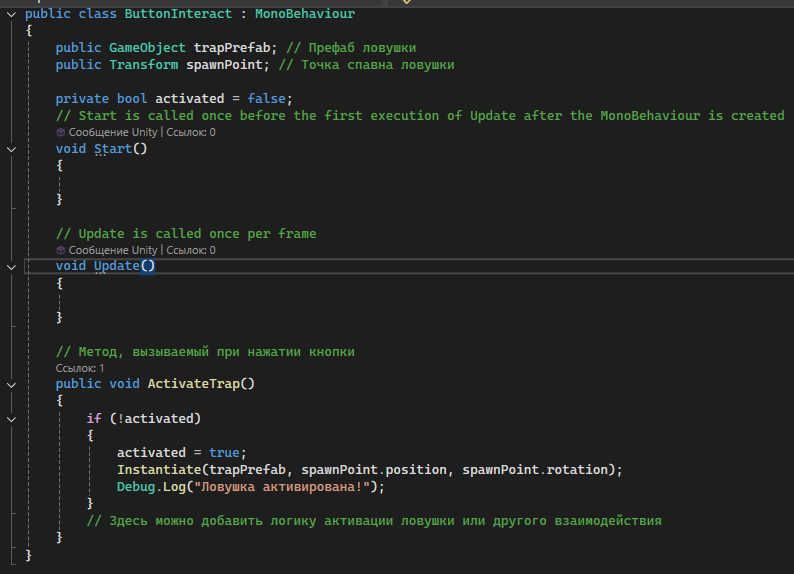 public class ButtonInteract : MonoBehaviour
{
public GameObject trapPrefab; // Префаб ловушки
public Transform spawnPoint; // Точка спавна ловушки
private bool activated = false;
// Start is called once before the first execution of Update after the MonoBehaviour is created
Сообщение Unity | Ссылок: 0
void Start()
{
}
// Update is called once per frame
Сообщение Unity | Ссылок: 0
void Update()
{
}
// Метод, вызываемый при нажатии кнопки
Ссылок: 1
public void ActivateTrap()
{
if (!activated)
{
activated = true;
Instantiate(trapPrefab, spawnPoint.position, spawnPoint.rotation);
Debug.Log("Ловушка активирована!");
}
// Здесь можно добавить логику активации ловушки или другого взаимодействия
}
}